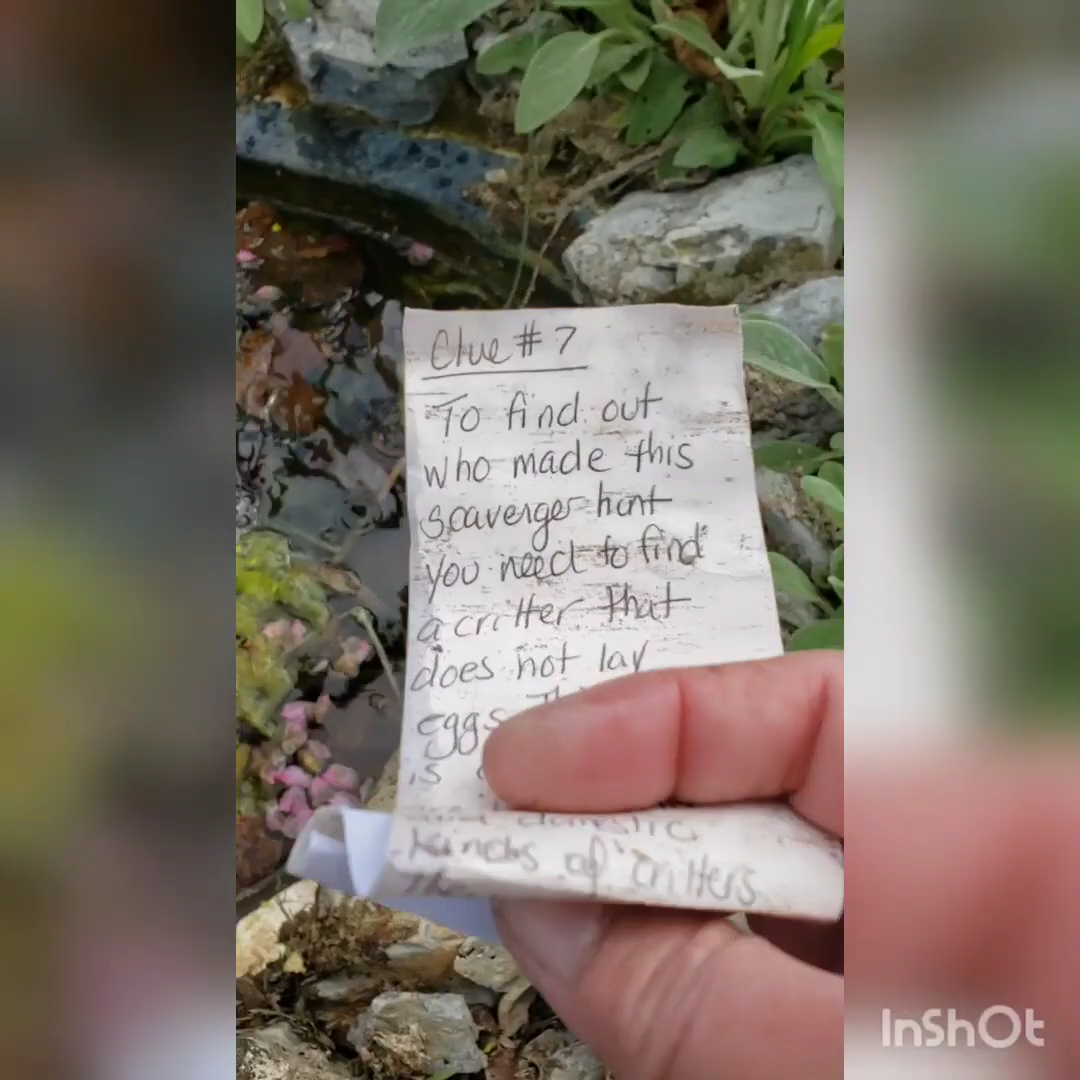 Clue # 7
To find out
who made this
scavenger hunt
you need to find
a critter that
does not lay
eggs.
is
kinds of critters
InShOt